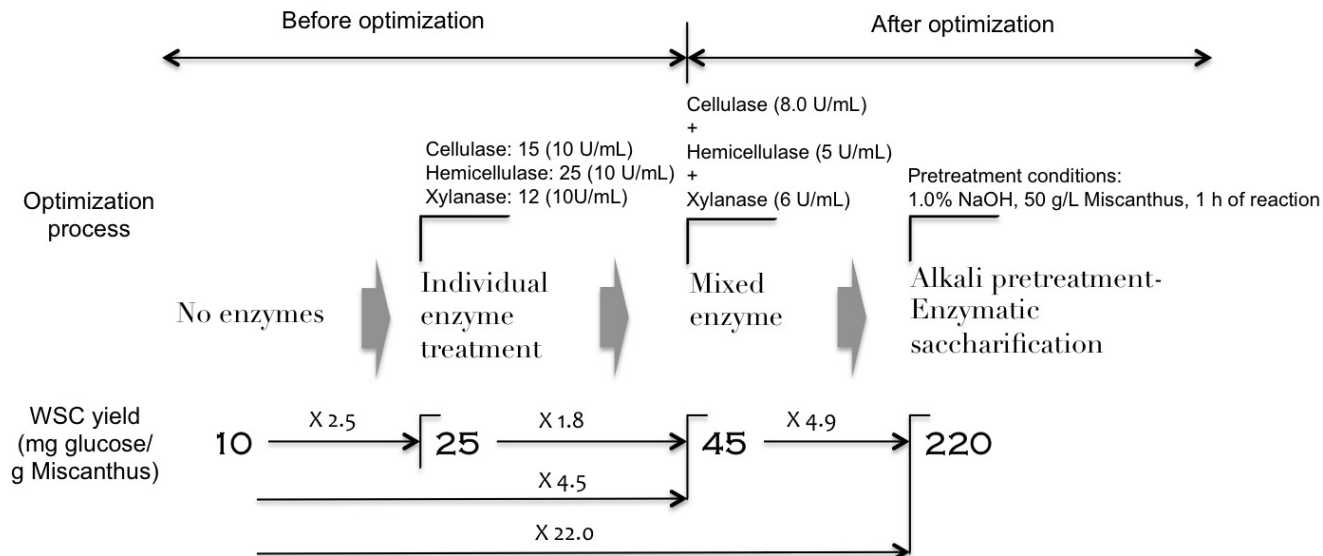 Before optimization
After optimization
Cellulase (8.0 U/mL)
+
Hemicellulase (5 U/mL)
+
Xylanase (6 U/mL)
Cellulase: 15 (10 U/mL)
Hemicellulase: 25 (10 U/mL)
Xylanase: 12 (10U/mL)
Pretreatment conditions:
1.0% NaOH, 50 g/L Miscanthus, 1 h of reaction
Optimization
process
No enzymes
Individual
enzyme
treatment
Mixed
enzyme
Alkali pretreatment-
Enzymatic
saccharification
WSC yield
(mg glucose/
g Miscanthus)
10
X 2.5
25
X 1.8
45
X 4.9
220
X 4.5
X 22.0